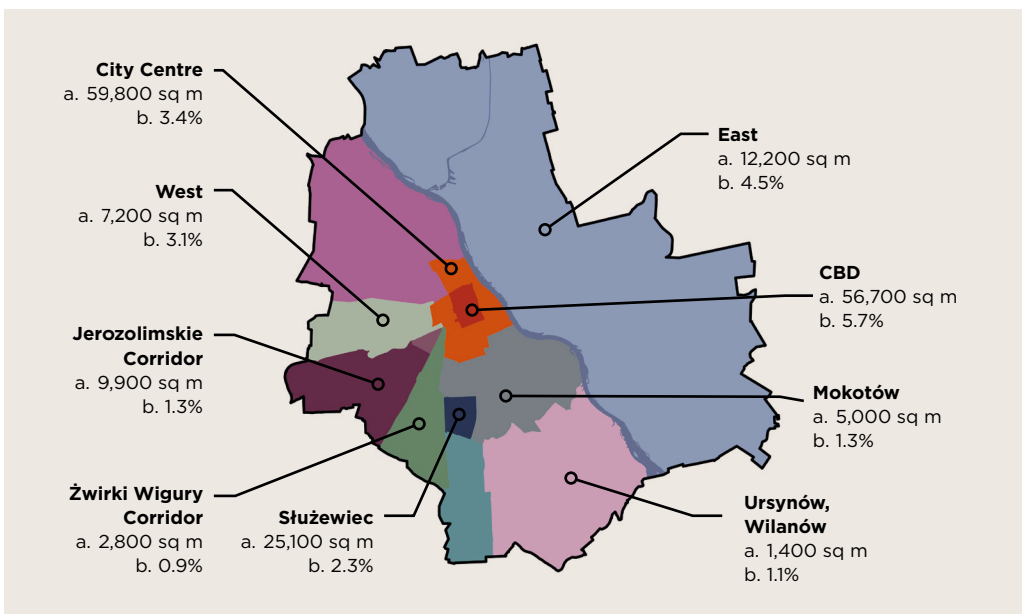 City Centre
a. 59,800 sq m
b. 3.4%
West
a. 7,200 sq m
b. 3.1%
Jerozolimskie
Corridor
a. 9,900 sq m
b. 1.3%
Żwirki Wigury
Corridor
a. 2,800 sq m
b. 0.9%
Służewiec
a. 25,100 sq m
b. 2.3%
East
a. 12,200 sq m
b. 4.5%
CBD
a. 56,700 sq m
b. 5.7%
Mokotów
a. 5,000 sq m
b. 1.3%
Ursynów,
Wilanów
a. 1,400 sq m
b. 1.1%